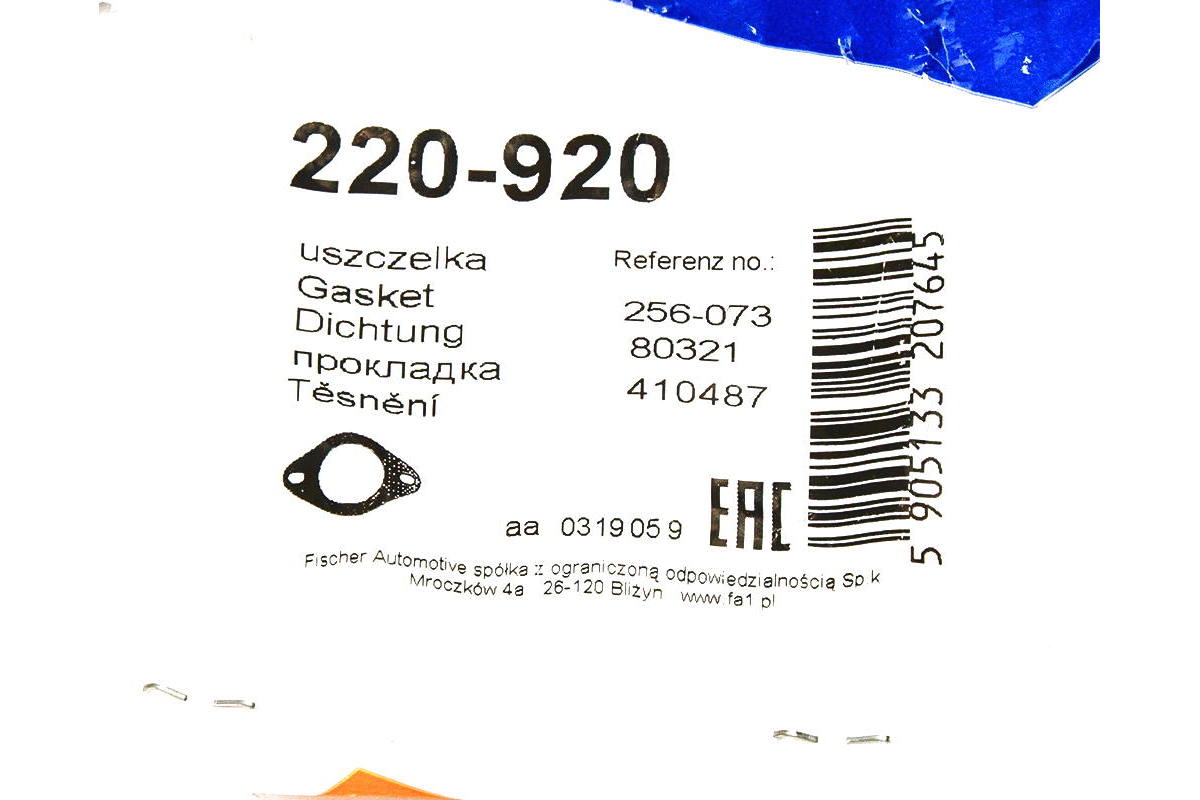 220-920
uszczelka
Gasket
Dichtung
прокладка
Těsnění
Referenz no.:
256-073
80321
410487
5 905133 207645
aa 0319059
EAC
Fischer Automotive spółka z ograniczoną odpowiedzialnością Sp k
Mroczków 4a 26-120 Bliżyn www.fa1 pl